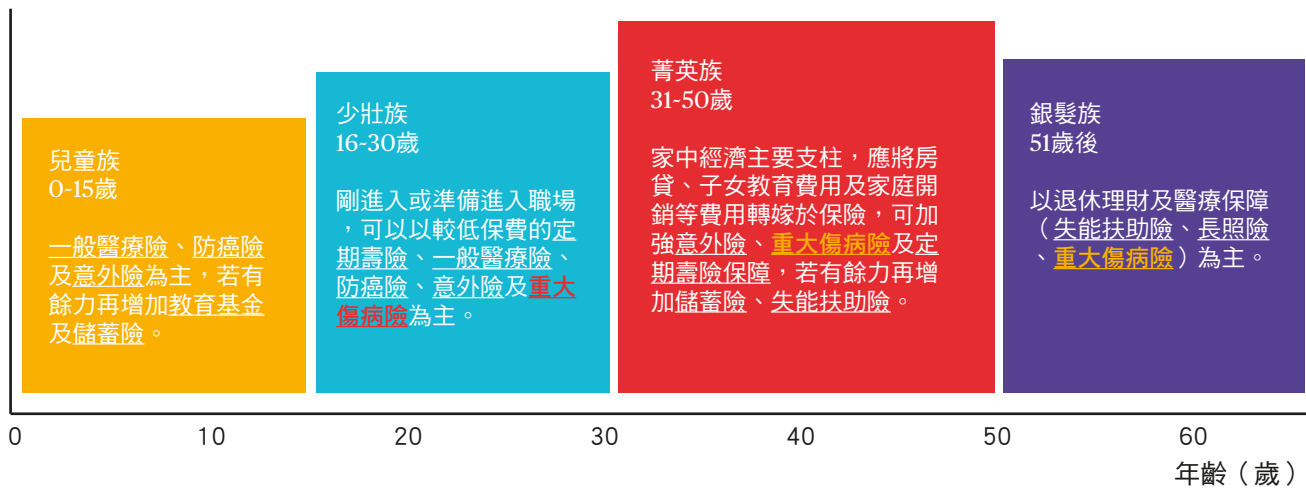 兒童族
0-15歲
一般醫療險、防癌險
及意外險為主，若有
餘力再增加教育基金
及儲蓄險。
少壯族
16-30歲
剛進入或準備進入職場
，可以以較低保費的定
期壽險、一般醫療險、
防癌險、意外險及重大
傷病險為主。
菁英族
31-50歲
家中經濟主要支柱，應將房
貸、子女教育費用及家庭開
銷等費用轉嫁於保險，可加
強意外險、重大傷病險及定
期壽險保障，若有餘力再增
加儲蓄險、失能扶助險。
銀髮族
51歲後
以退休理財及醫療保障
（失能扶助險、長照險
、重大傷病險）為主。
0 10 20 30 40 50 60
年齡（歲）